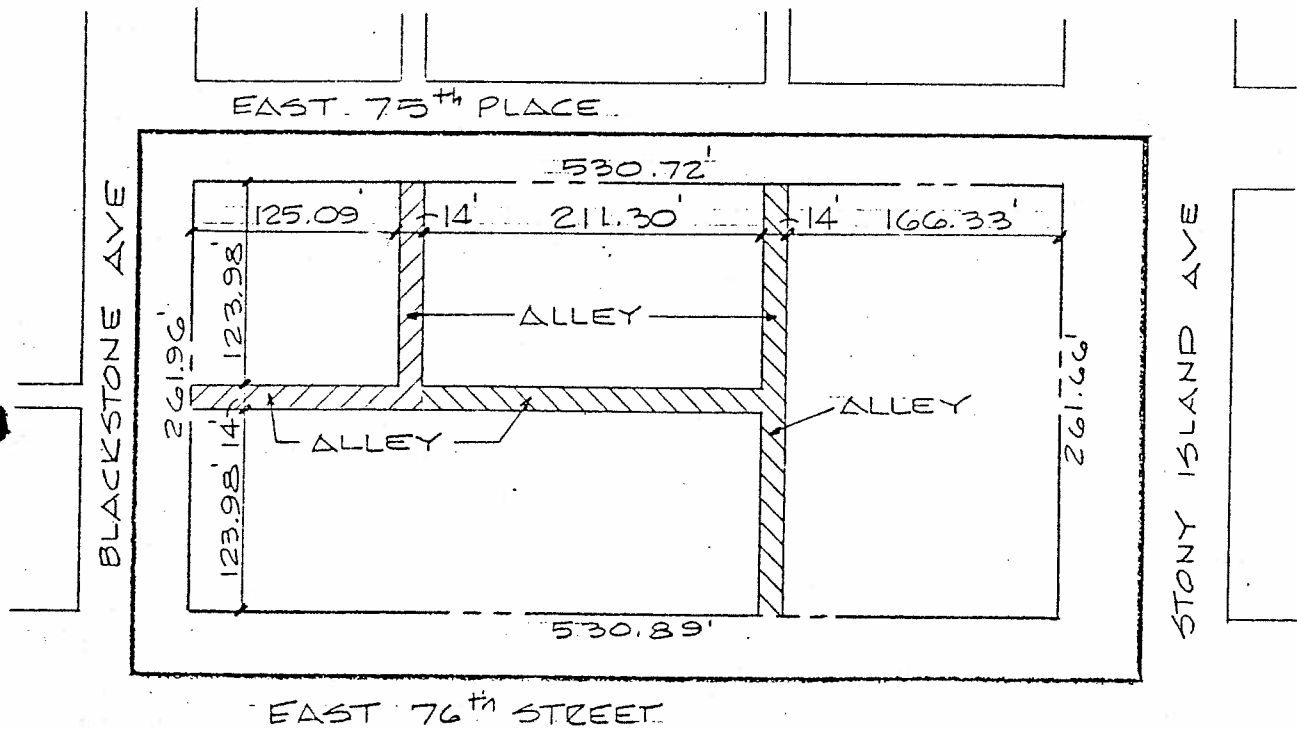 EAST 75th PLACE
530.72'
125.09' 14' 211.30' 14' 166.33'
BLACKSTONE AVE
261.96'
123.98'
14'
123.98'
ALLEY
ALLEY
ALLEY
261.66'
STONY ISLAND AVE
530.89'
EAST 76th STREET